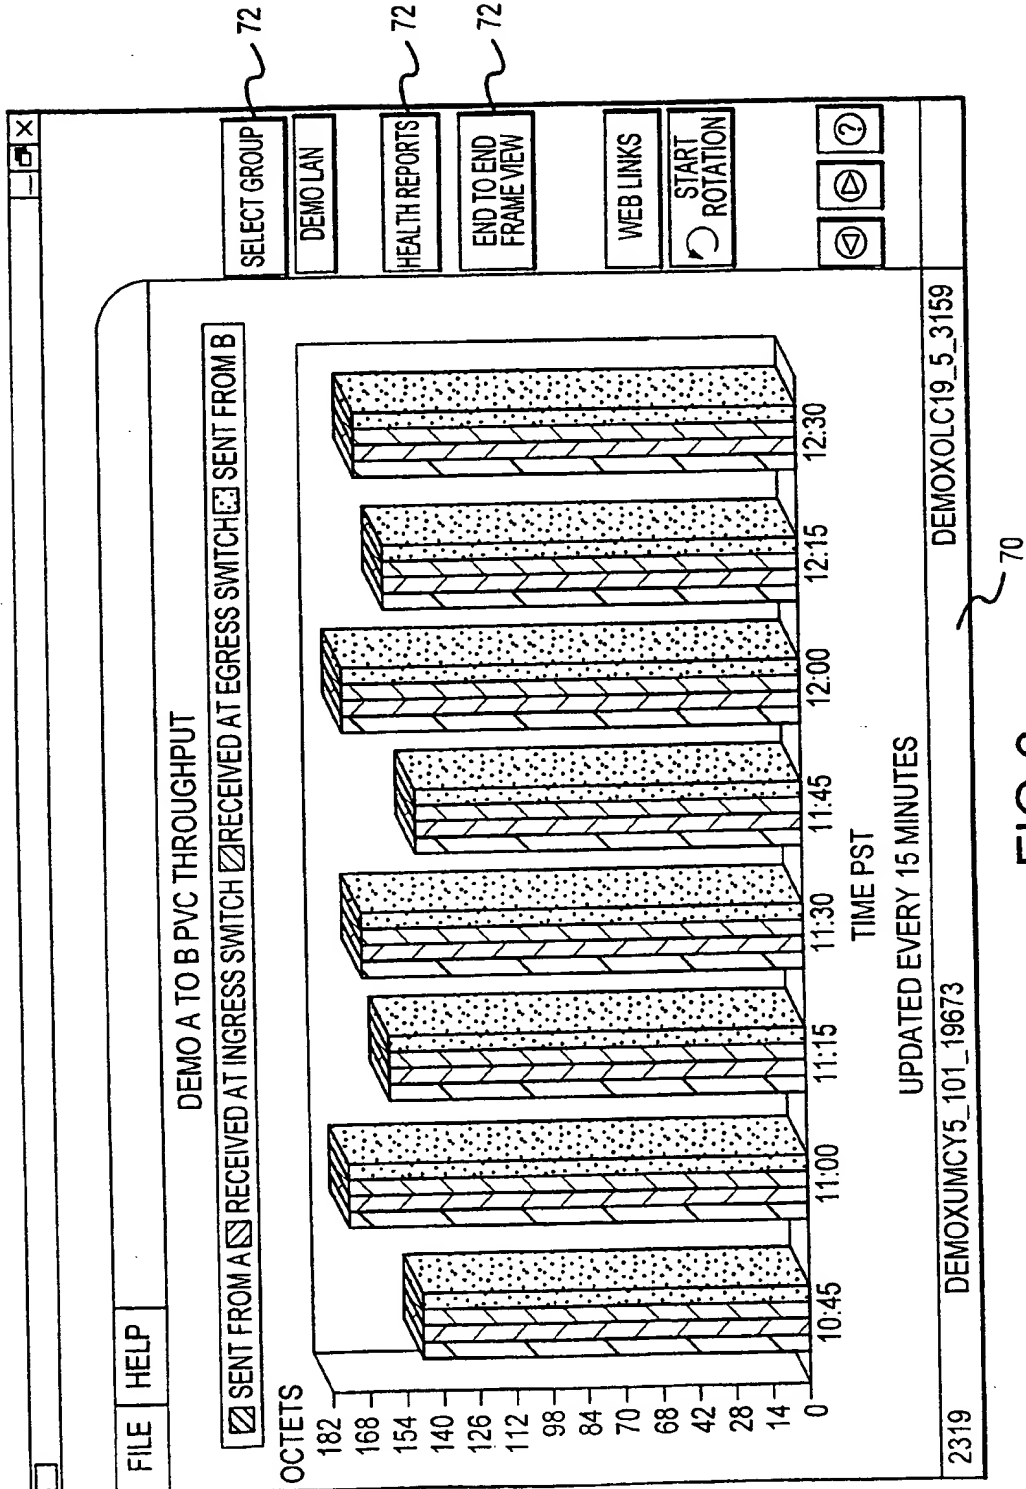 FILE HELP
DEMO A TO B PVC THROUGHPUT
SENT FROM A RECEIVED AT INGRESS SWITCH RECEIVED AT EGRESS SWITCH SENT FROM B
OCTETS
182
168
154
140
126
112
98
84
70
68
42
28
14
0
10:45 11:00 11:15 11:30 11:45 12:00 12:15 12:30
TIME PST
UPDATED EVERY 15 MINUTES
2319 DEMOXUMCY5_101_19673 DEMOXOLC19_5_3159
SELECT GROUP
DEMO LAN
HEALTH REPORTS
END TO END
FRAME VIEW
WEB LINKS
START
ROTATION
?
72
72
72
70